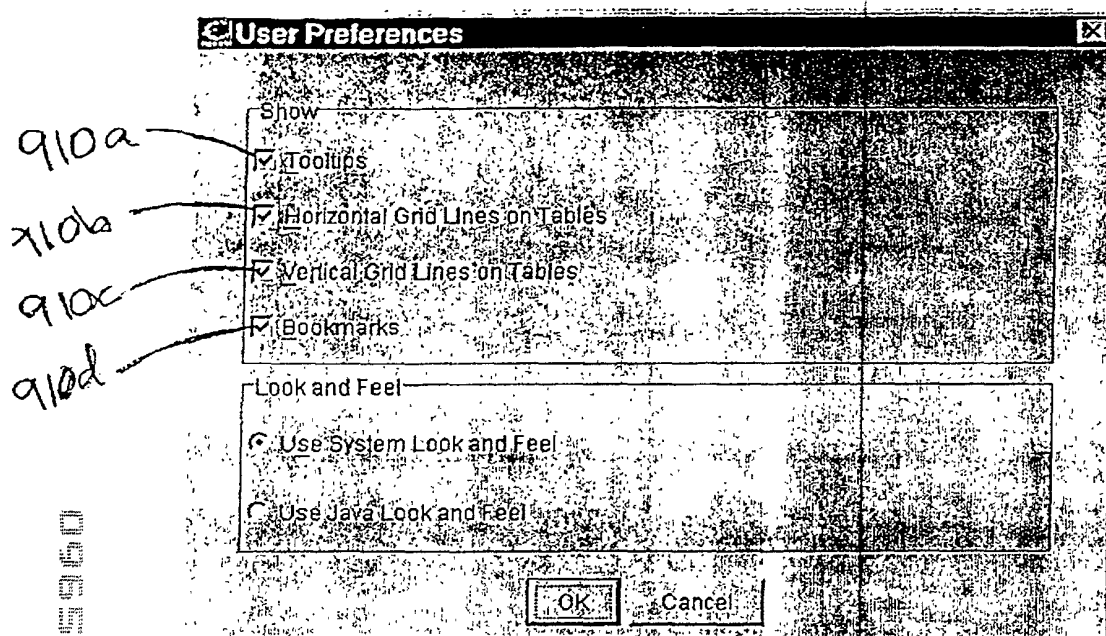 User Preferences
Show
910a
Tooltips
910b
Horizontal Grid Lines on Tables
910c
Vertical Grid Lines on Tables
910d
Bookmarks
Look and Feel
Use System Look and Feel
Use Java Look and Feel
OK Cancel